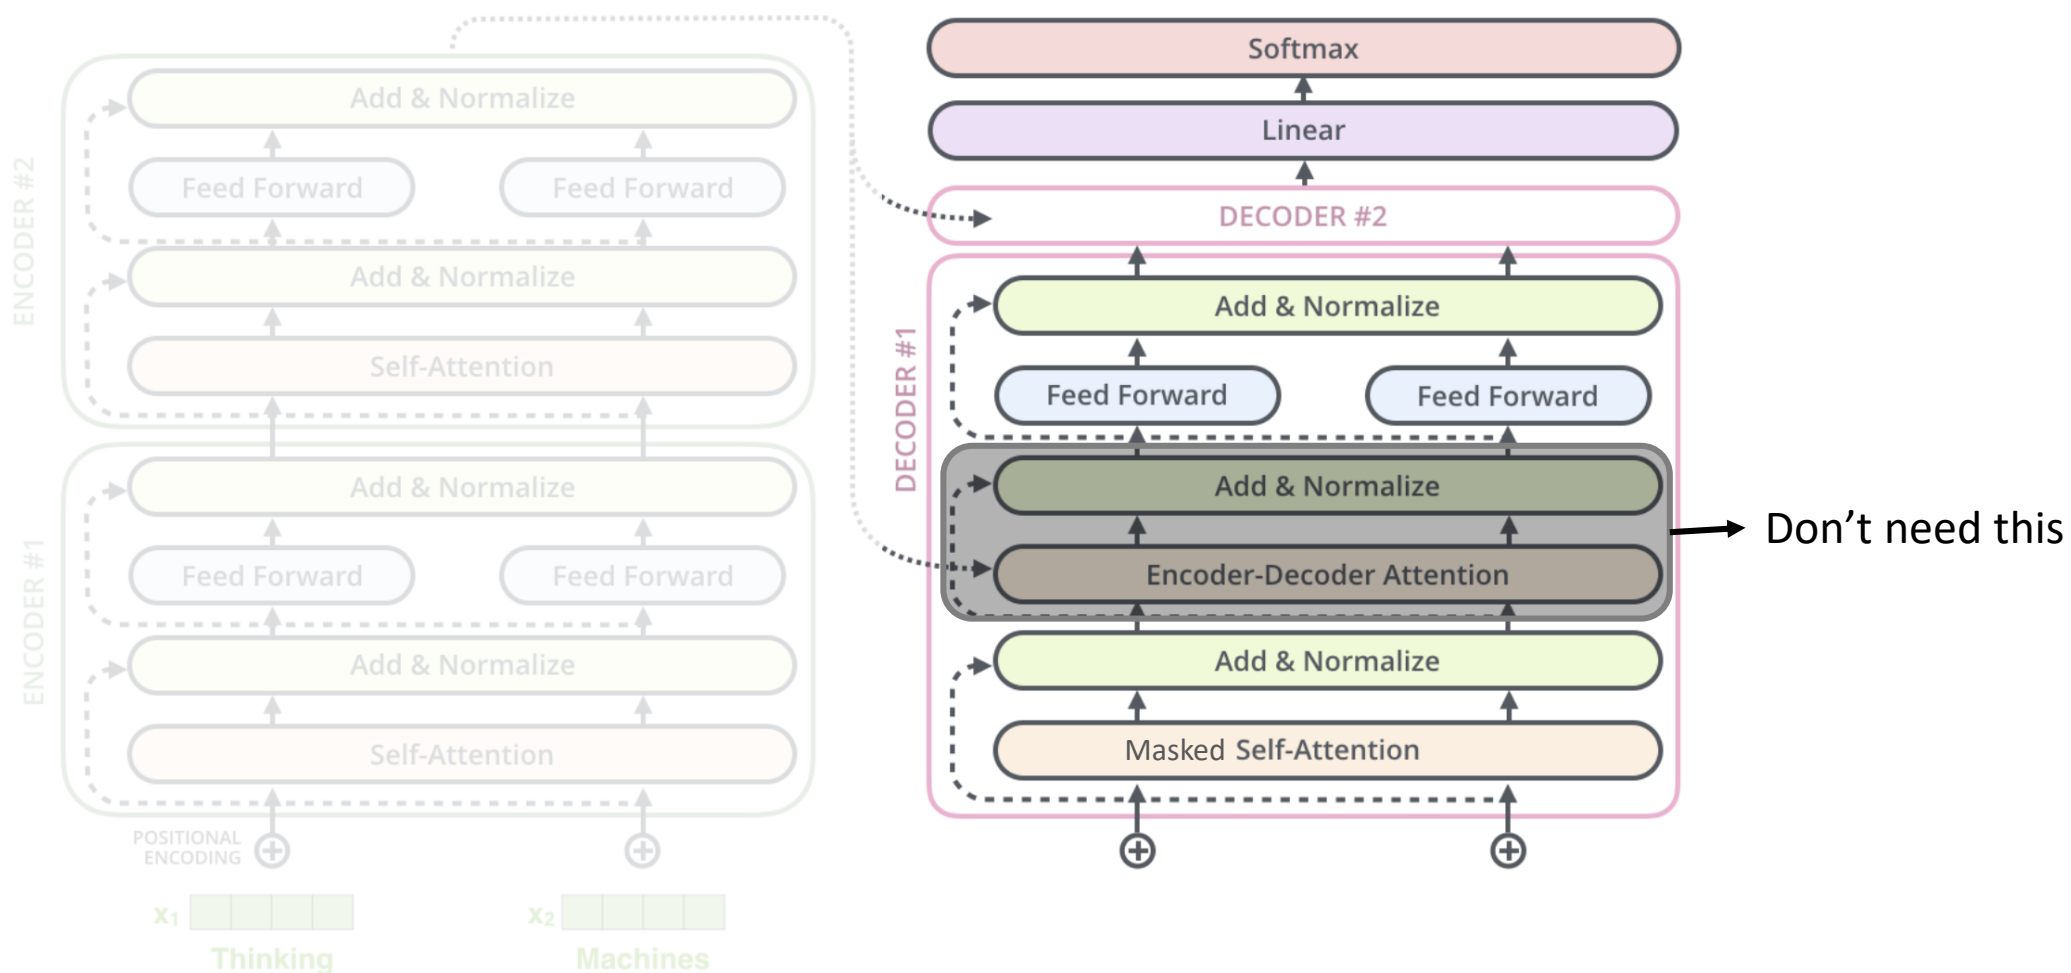 ENCODER #2
Add & Normalize
Feed Forward
Feed Forward
Add & Normalize
Self-Attention
ENCODER #1
Add & Normalize
Feed Forward
Feed Forward
Add & Normalize
Self-Attention
POSITIONAL
ENCODING
x₁
x₂
Thinking
Machines
Softmax
Linear
DECODER #2
DECODER #1
Add & Normalize
Feed Forward
Feed Forward
Add & Normalize
Encoder-Decoder Attention
Add & Normalize
Masked Self-Attention
Don't need this